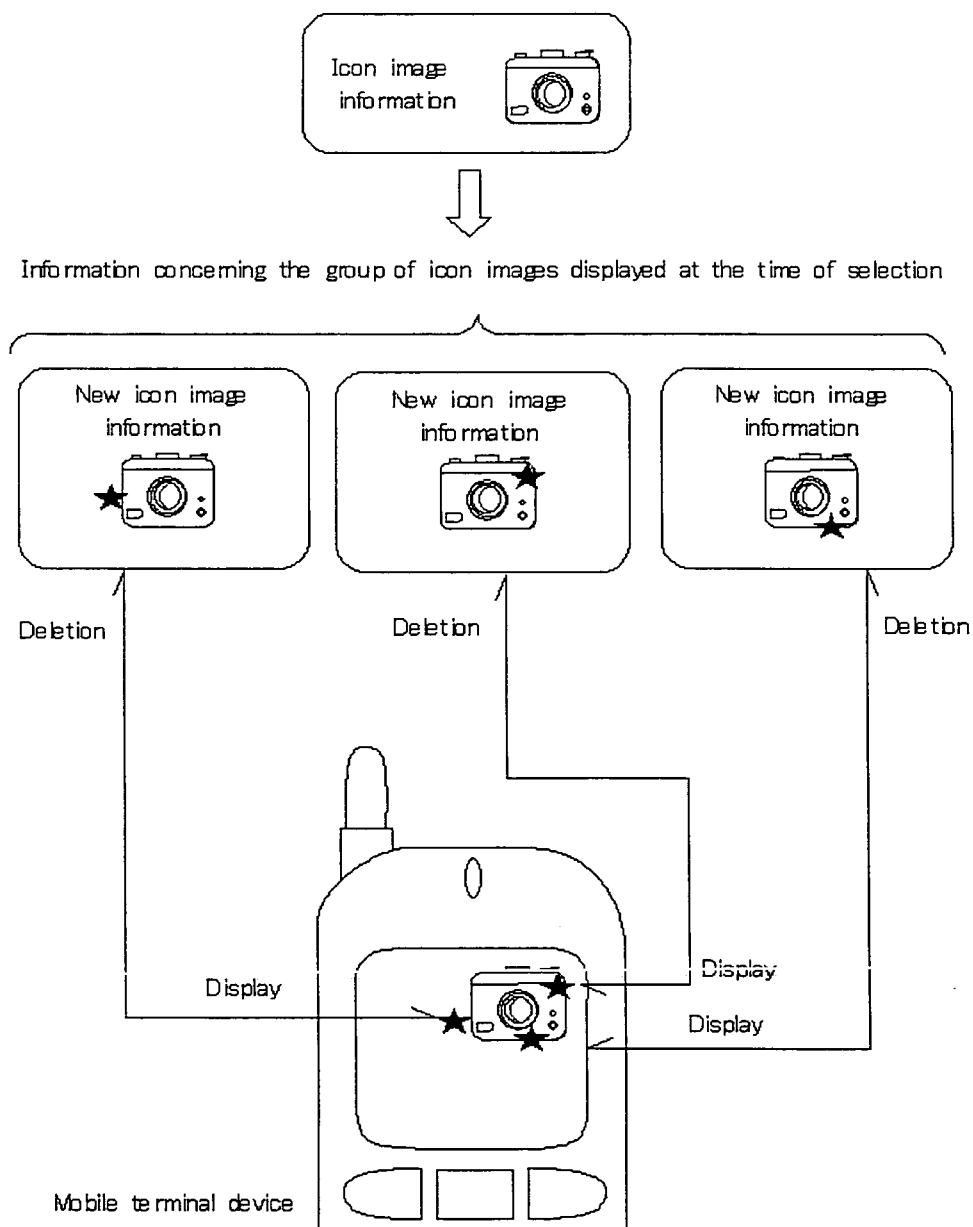 Icon image
information
Information concerning the group of icon images displayed at the time of selection
New icon image
information
New icon image
information
New icon image
information
Deletion
Deletion
Deletion
Display
Display
Display
Mobile terminal device